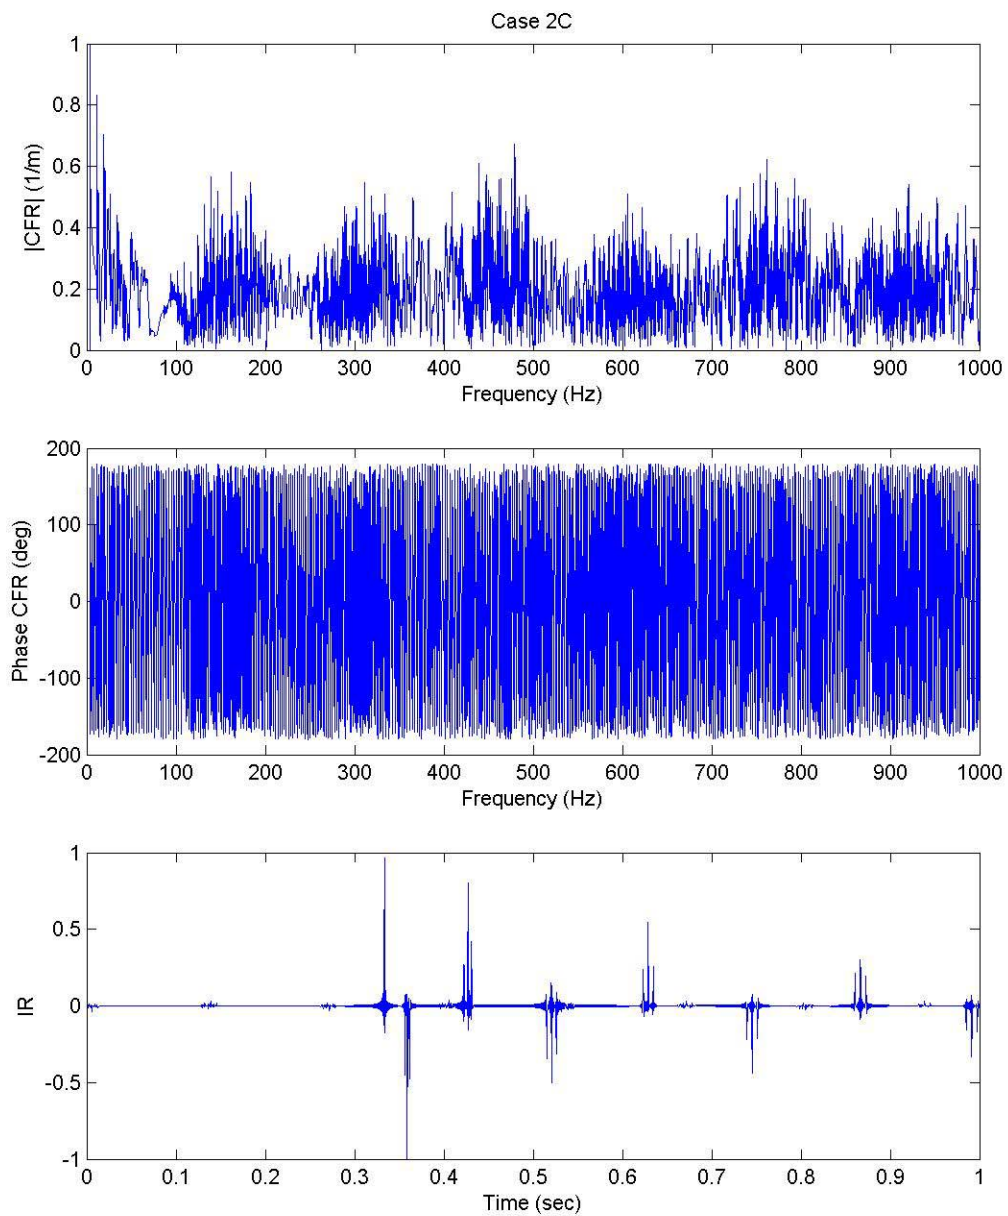 Case 2C
|CFR| (1/m)
1
0.8
0.6
0.4
0.2
0
0 100 200 300 400 500 600 700 800 900 1000
Frequency (Hz)
Phase CFR (deg)
200
100
0
-100
-200
0 100 200 300 400 500 600 700 800 900 1000
Frequency (Hz)
IR
1
0.5
0
-0.5
-1
0 0.1 0.2 0.3 0.4 0.5 0.6 0.7 0.8 0.9 1
Time (sec)